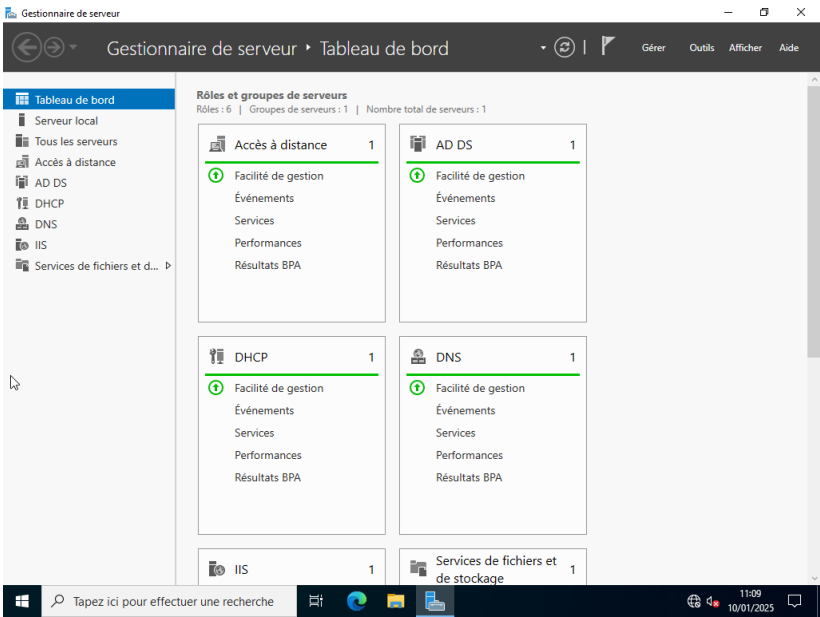 Gestionnaire de serveur
Gestionnaire de serveur • Tableau de bord
Gérer Outils Afficher Aide
Tableau de bord
Serveur local
Tous les serveurs
Accès à distance
AD DS
DHCP
DNS
IIS
Services de fichiers et d...
Rôles et groupes de serveurs
Rôles : 6 | Groupes de serveurs : 1 | Nombre total de serveurs : 1
Accès à distance 1
Facilité de gestion
Événements
Services
Performances
Résultats BPA
AD DS 1
Facilité de gestion
Événements
Services
Performances
Résultats BPA
DHCP 1
Facilité de gestion
Événements
Services
Performances
Résultats BPA
DNS 1
Facilité de gestion
Événements
Services
Performances
Résultats BPA
IIS 1
Services de fichiers et
de stockage 1
Tapez ici pour effectuer une recherche
11:09
10/01/2025